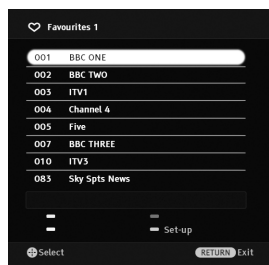 Favourites 1
001 BBC ONE
002 BBC TWO
003 ITV1
004 Channel 4
005 Five
007 BBC THREE
010 ITV3
083 Sky Spts News
Set-up
Select RETURN Exit